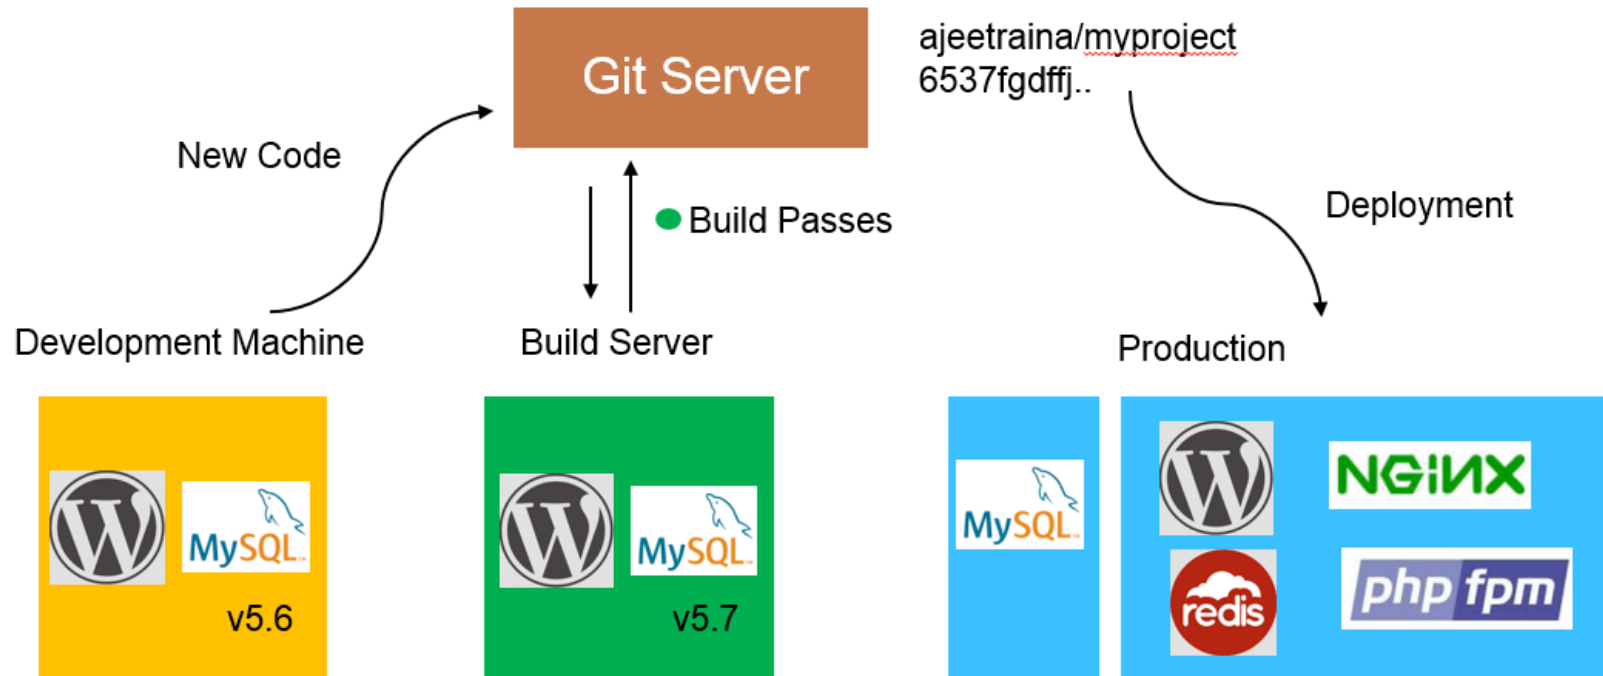 Git Server
ajeetraina/myproject
6537fgdffj..
New Code
Build Passes
Deployment
Development Machine
Build Server
Production
MySQL
v5.6
MySQL
v5.7
MySQL
NGiNX
redis
php fpm